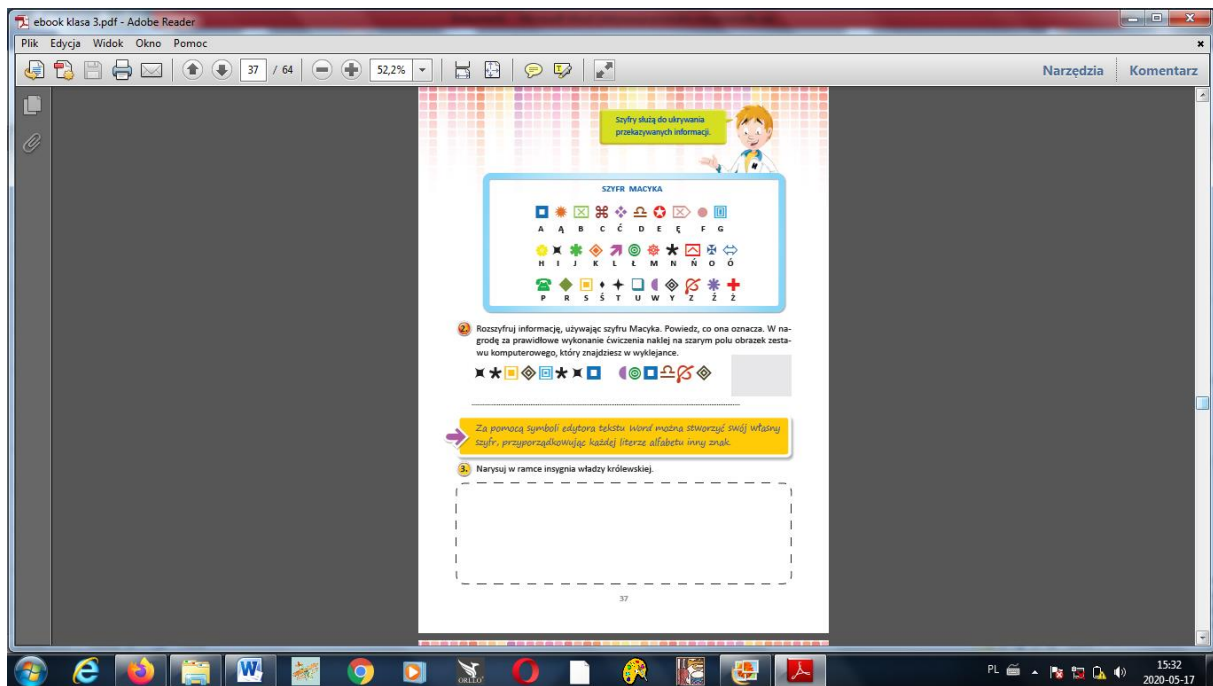 ebook klasa 3.pdf - Adobe Reader
Plik Edycja Widok Okno Pomoc
37 / 64 52,2% Narzędzia Komentarz
Szyfry służą do ukrywania
przekazywanych informacji.
SZYFR MACYKA
A Ą B C Ć D E Ę F G
H I J K L Ł M N Ń O Ó
P R S Ś T U W Y Z Ź Ż
2. Rozszyfruj informację, używając szyfru Macyka. Powiedz, co ona oznacza. W na-
grodę za prawidłowe wykonanie ćwiczenia naklej na szarym polu obrazek zesta-
wu komputerowego, który znajdziesz w wyklejance.
Za pomocą symboli edytora tekstu Word można stworzyć swój własny
szyfr, przyporządkowując każdej literze alfabetu inny znak.
3. Narysuj w ramce insygnia władzy królewskiej.
37
PL 15:32
2020-05-17